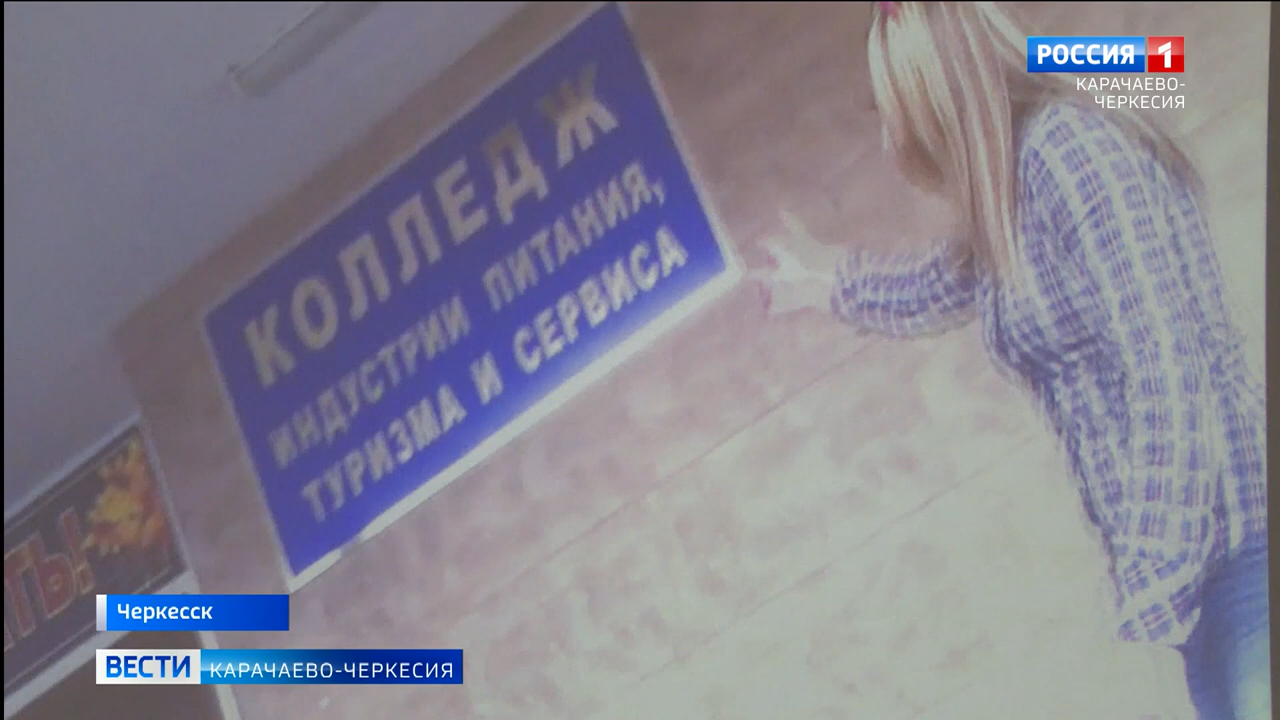 РОССИЯ 1
КАРАЧАЕВО-
ЧЕРКЕСИЯ
КОЛЛЕДЖ
ИНДУСТРИИ ПИТАНИЯ,
ТУРИЗМА И СЕРВИСА
Черкесск
ВЕСТИ КАРАЧАЕВО-ЧЕРКЕСИЯ